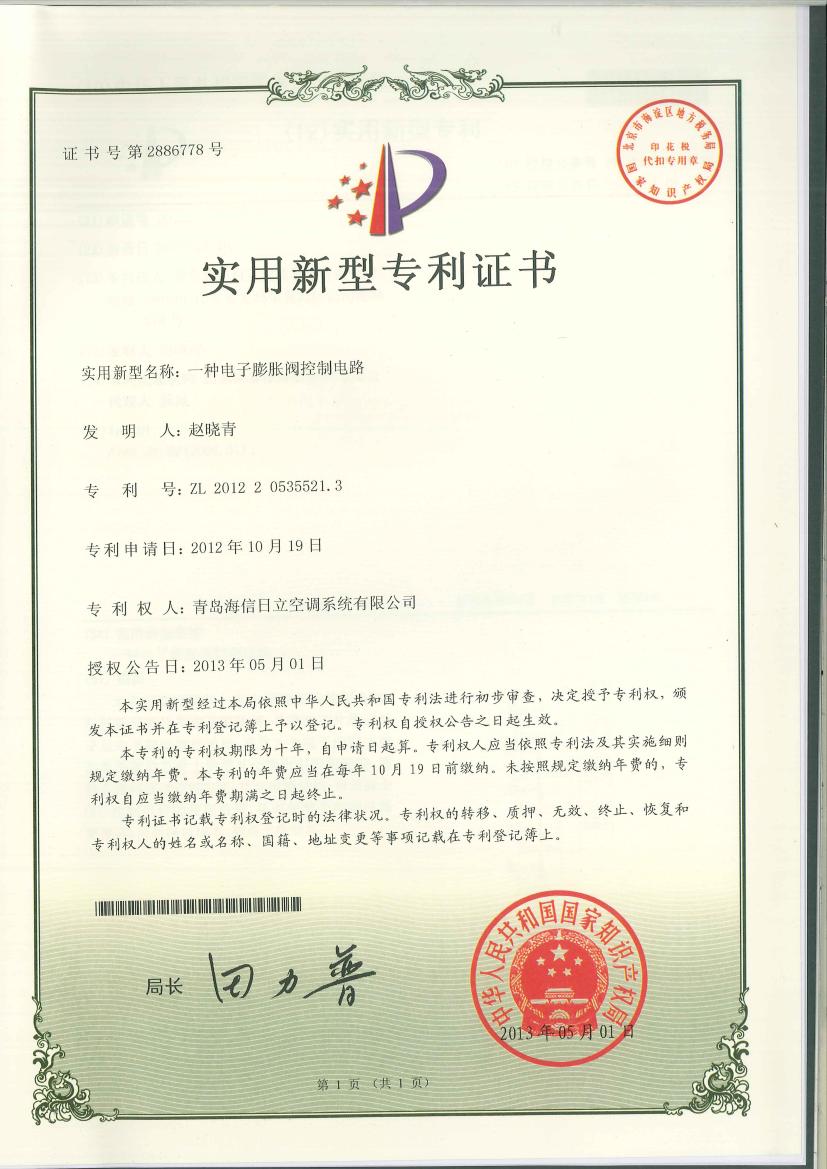 证书号第2886778号
北京市海淀区地方税务局
印花税
代扣专用章
国家知识产权局
实用新型专利证书
实用新型名称：一种电子膨胀阀控制电路
发明人：赵晓青
专利号：ZL 2012 2 0535521.3
专利申请日：2012年10月19日
专利权人：青岛海信日立空调系统有限公司
授权公告日：2013年05月01日
本实用新型经过本局依照中华人民共和国专利法进行初步审查，决定授予专利权，颁
发本证书并在专利登记簿上予以登记。专利权自授权公告之日起生效。
本专利的专利权期限为十年，自申请日起算。专利权人应当依照专利法及其实施细则
规定缴纳年费。本专利的年费应当在每年10月19日前缴纳。未按照规定缴纳年费的，专
利权自应当缴纳年费期满之日起终止。
专利证书记载专利权登记时的法律状况。专利权的转移、质押、无效、终止、恢复和
专利权人的姓名或名称、国籍、地址变更等事项记载在专利登记簿上。
局长 田力普
中华人民共和国国家知识产权局
2013年05月01日
第1页（共1页）